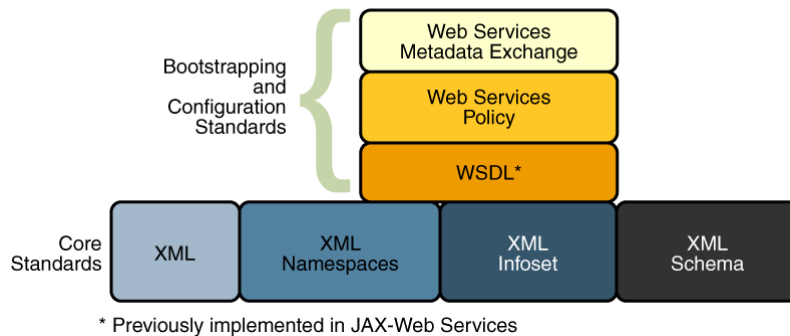 Web Services
Metadata Exchange
Bootstrapping
and
Configuration
Standards
Web Services
Policy
WSDL*
Core
Standards
XML
XML
Namespaces
XML
Infoset
XML
Schema
* Previously implemented in JAX-Web Services